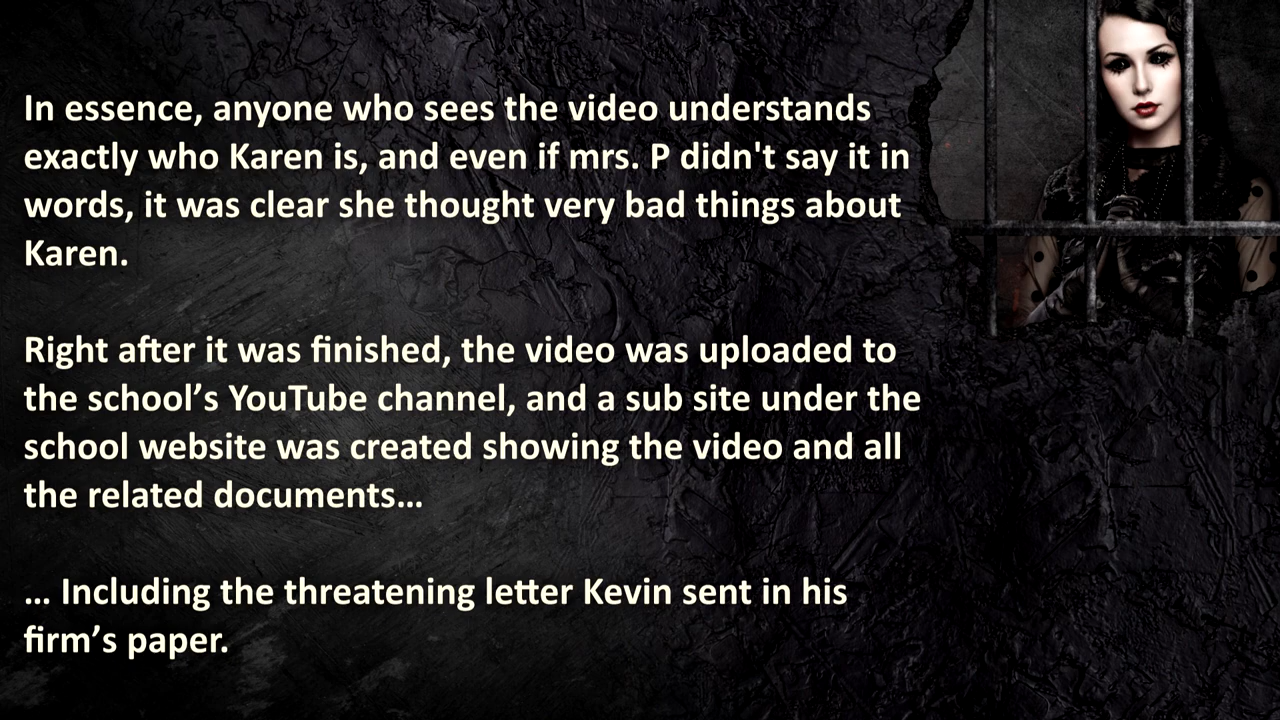 In essence, anyone who sees the video understands
exactly who Karen is, and even if mrs. P didn't say it in
words, it was clear she thought very bad things about
Karen.
Right after it was finished, the video was uploaded to
the school’s YouTube channel, and a sub site under the
school website was created showing the video and all
the related documents…
… Including the threatening letter Kevin sent in his
firm’s paper.